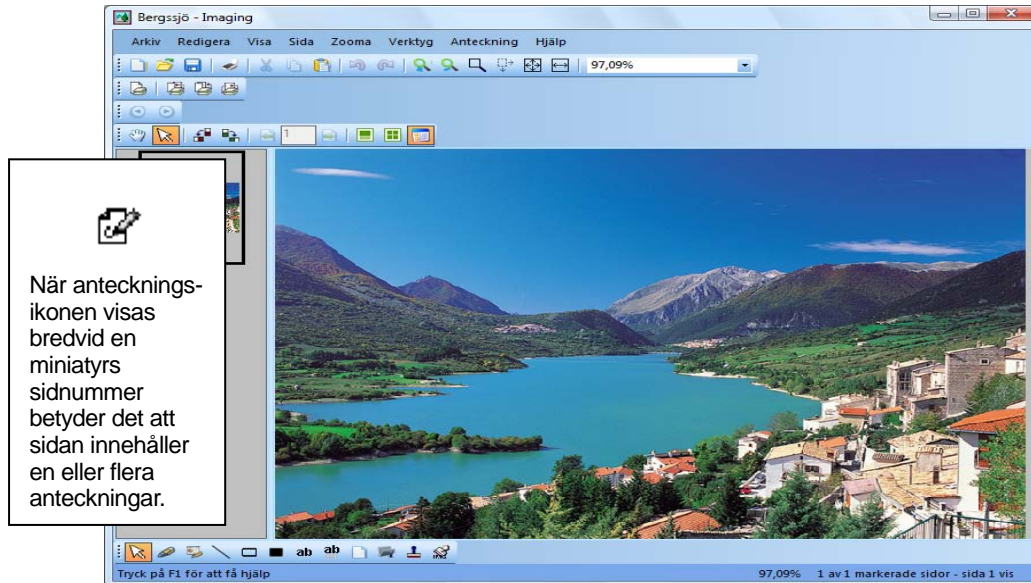 Bergssjö - Imaging
Arkiv Redigera Visa Sida Zooma Verktyg Anteckning Hjälp
97,09%
1
När antecknings-
ikonen visas
bredvid en
miniatyrs
sidnummer
betyder det att
sidan innehåller
en eller flera
anteckningar.
ab ab
Tryck på F1 för att få hjälp
97,09% 1 av 1 markerade sidor - sida 1 vis